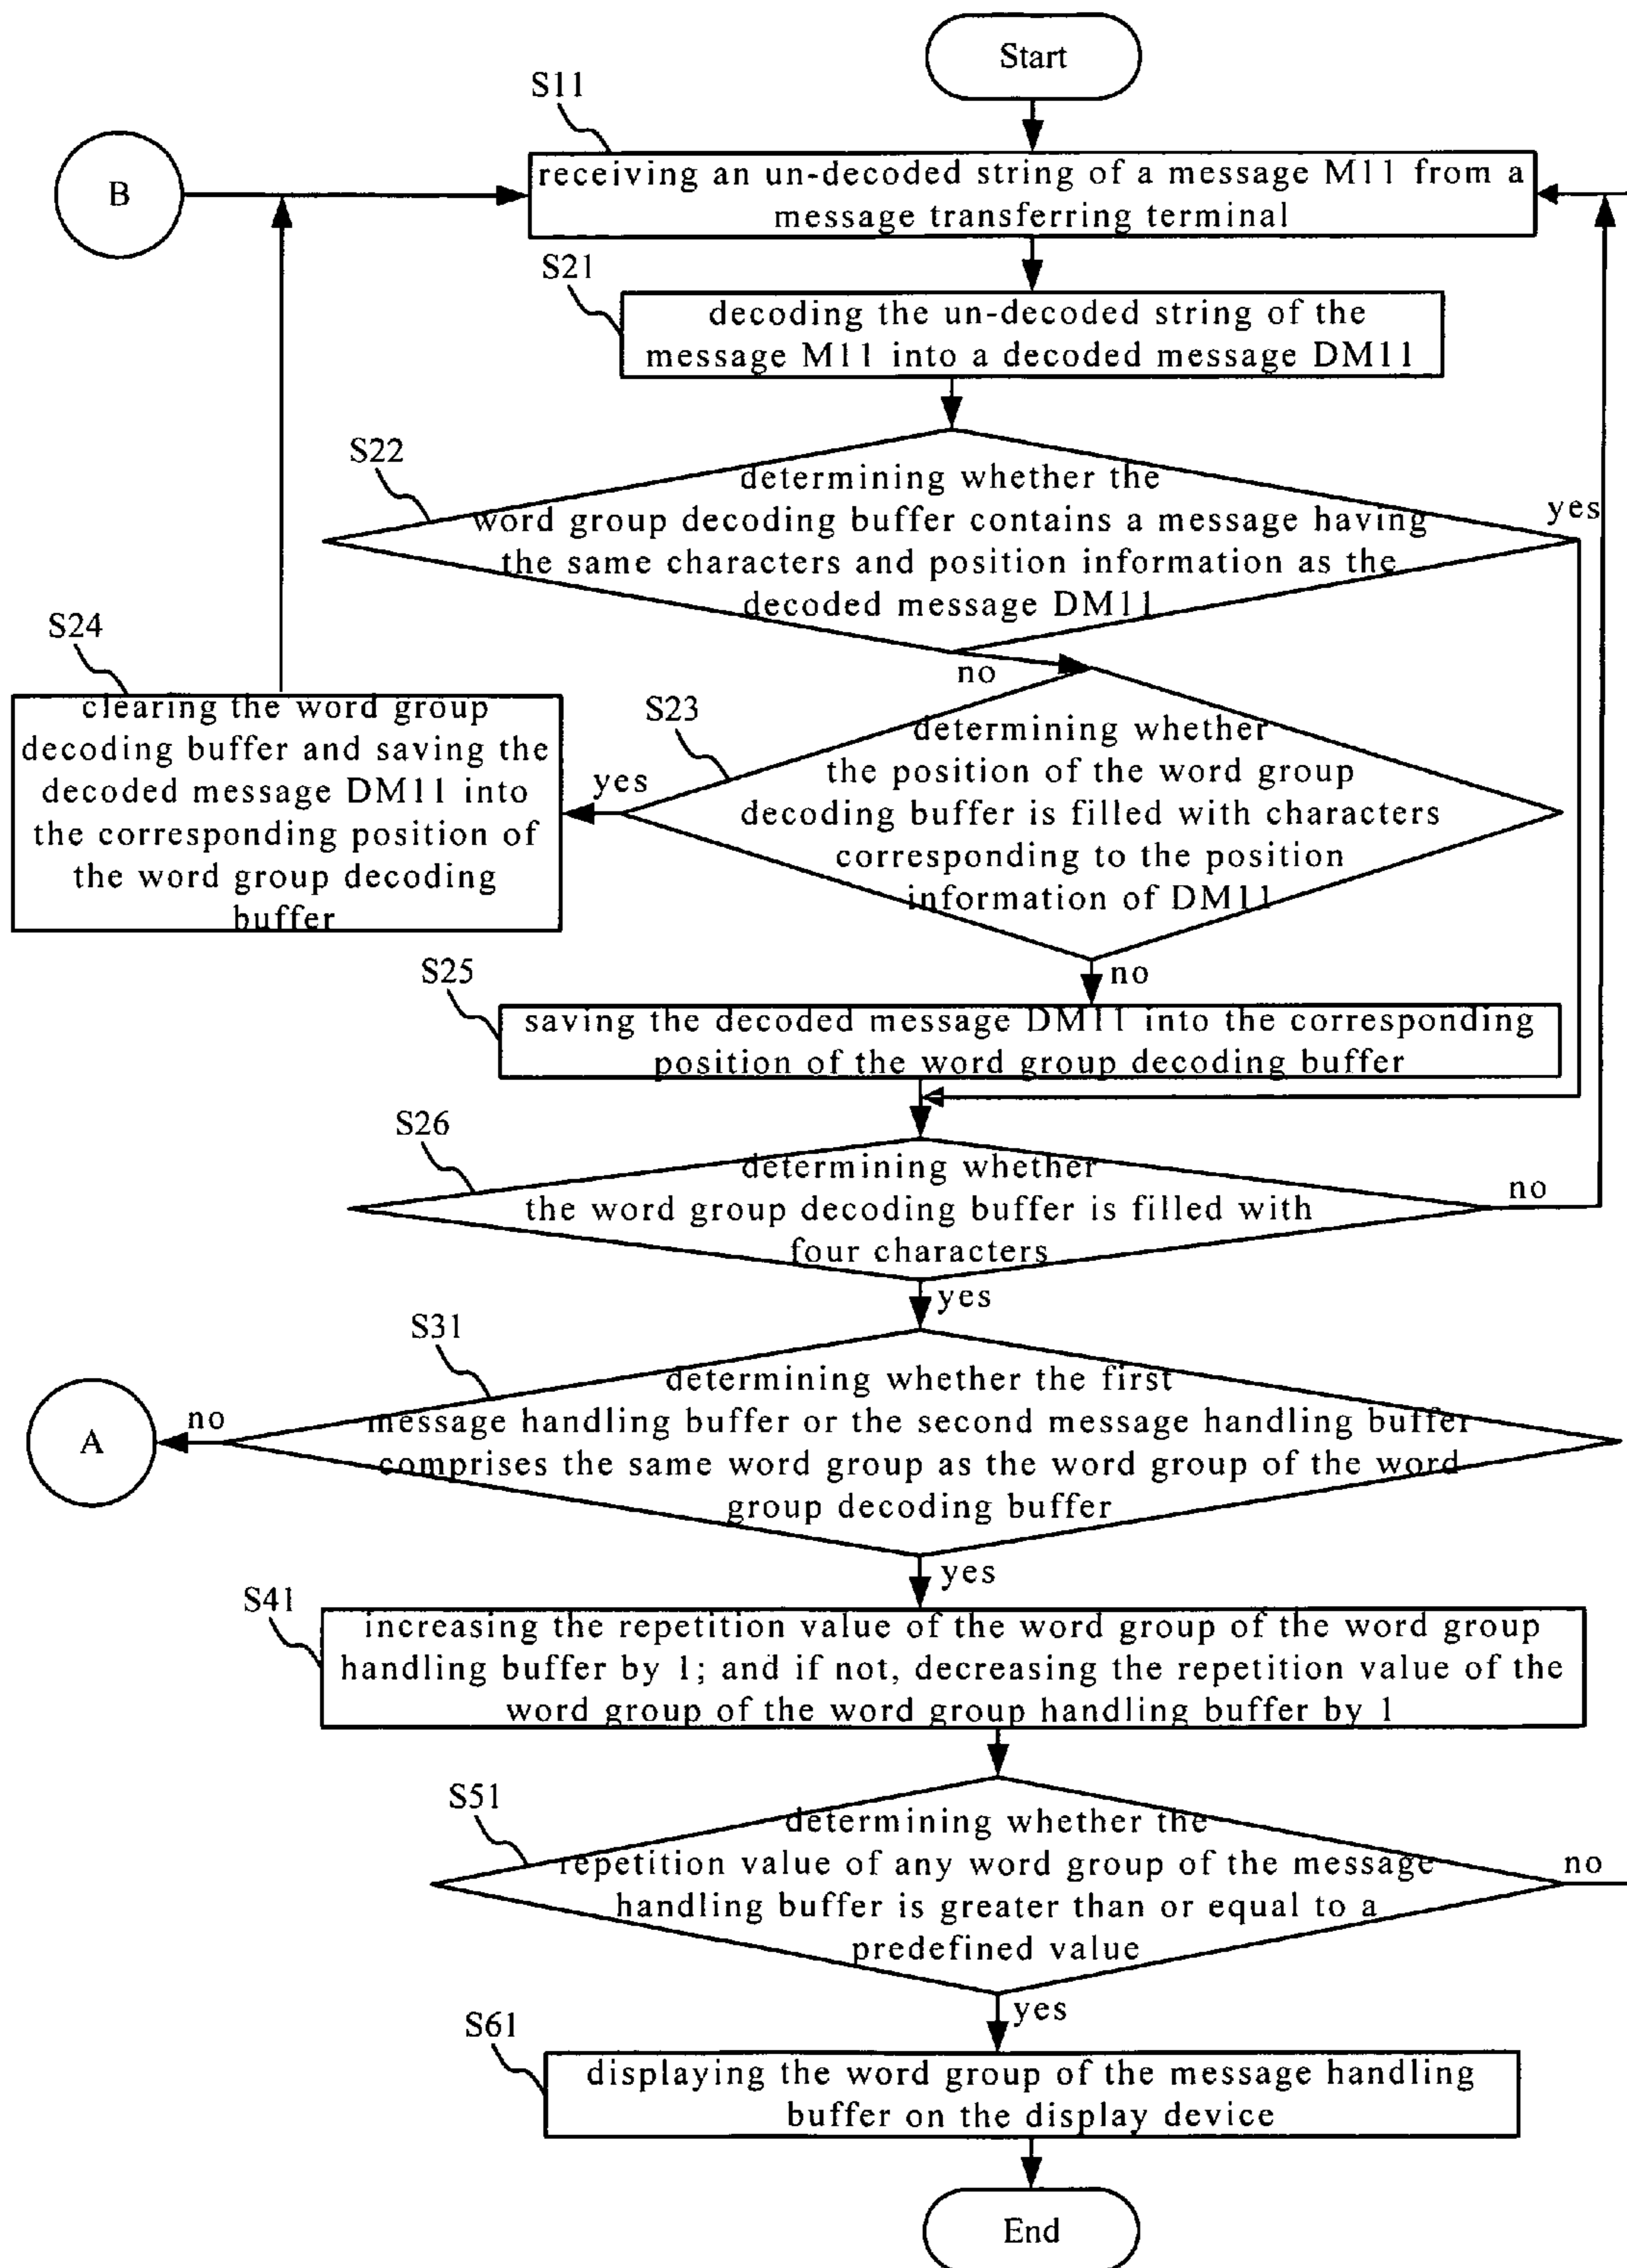 Start
S11
B
receiving an un-decoded string of a message M11 from a
message transferring terminal
S21
decoding the un-decoded string of the
message M11 into a decoded message DM11
S22
determining whether the
word group decoding buffer contains a message having
the same characters and position information as the
decoded message DM11
yes
no
S24
clearing the word group
decoding buffer and saving the
decoded message DM11 into
the corresponding position of
the word group decoding
buffer
yes
S23
determining whether
the position of the word group
decoding buffer is filled with characters
corresponding to the position
information of DM11
no
S25
saving the decoded message DM11 into the corresponding
position of the word group decoding buffer
S26
determining whether
the word group decoding buffer is filled with
four characters
no
yes
S31
A
no
determining whether the first
message handling buffer or the second message handling buffer
comprises the same word group as the word group of the word
group decoding buffer
yes
S41
increasing the repetition value of the word group of the word group
handling buffer by 1; and if not, decreasing the repetition value of the
word group of the word group handling buffer by 1
S51
determining whether the
repetition value of any word group of the message
handling buffer is greater than or equal to a
predefined value
no
yes
S61
displaying the word group of the message handling
buffer on the display device
End